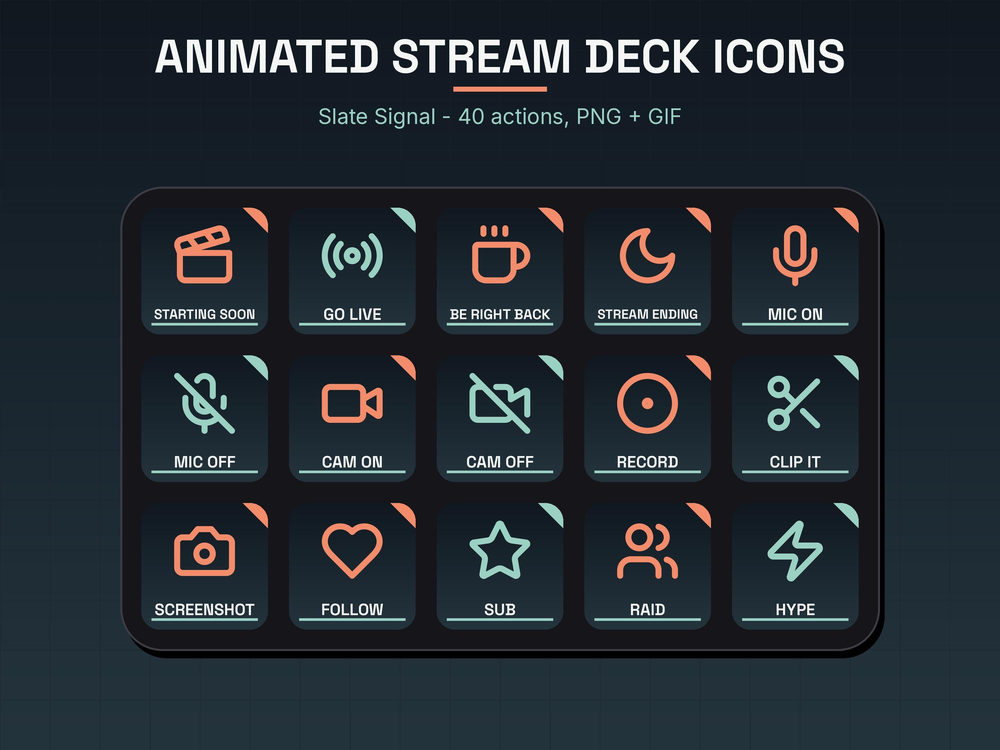 ANIMATED STREAM DECK ICONS
Slate Signal - 40 actions, PNG + GIF
STARTING SOON
GO LIVE
BE RIGHT BACK
STREAM ENDING
MIC ON
MIC OFF
CAM ON
CAM OFF
RECORD
CLIP IT
SCREENSHOT
FOLLOW
SUB
RAID
HYPE